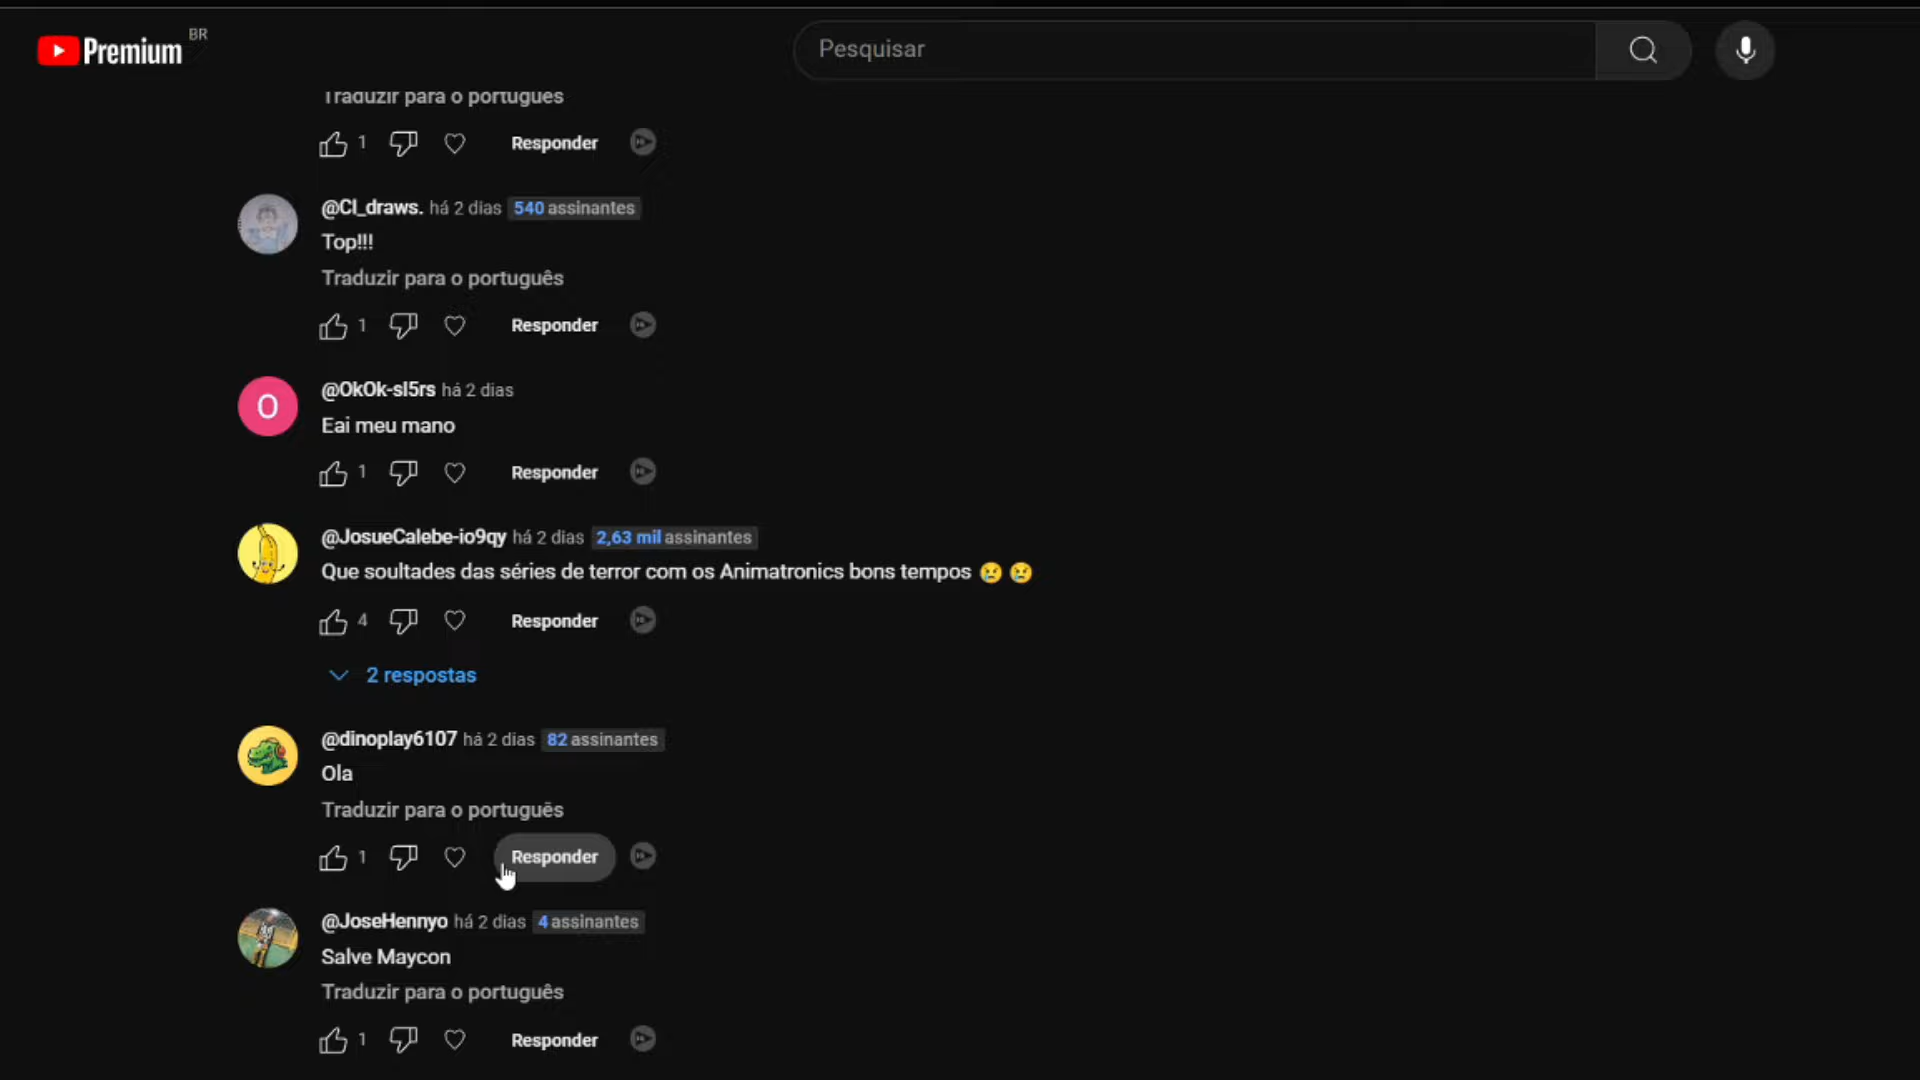 Premium BR
Pesquisar
Traduzir para o português
1 Responder
@Cl_draws. há 2 dias 540 assinantes
Top!!!
Traduzir para o português
1 Responder
O
@OkOk-sl5rs há 2 dias
Eai meu mano
1 Responder
@JosueCalebe-io9qy há 2 dias 2,63 mil assinantes
Que soultades das séries de terror com os Animatronics bons tempos 😢 😢
4 Responder
2 respostas
@dinoplay6107 há 2 dias 82 assinantes
Ola
Traduzir para o português
1 Responder
@JoseHennyo há 2 dias 4 assinantes
Salve Maycon
Traduzir para o português
1 Responder